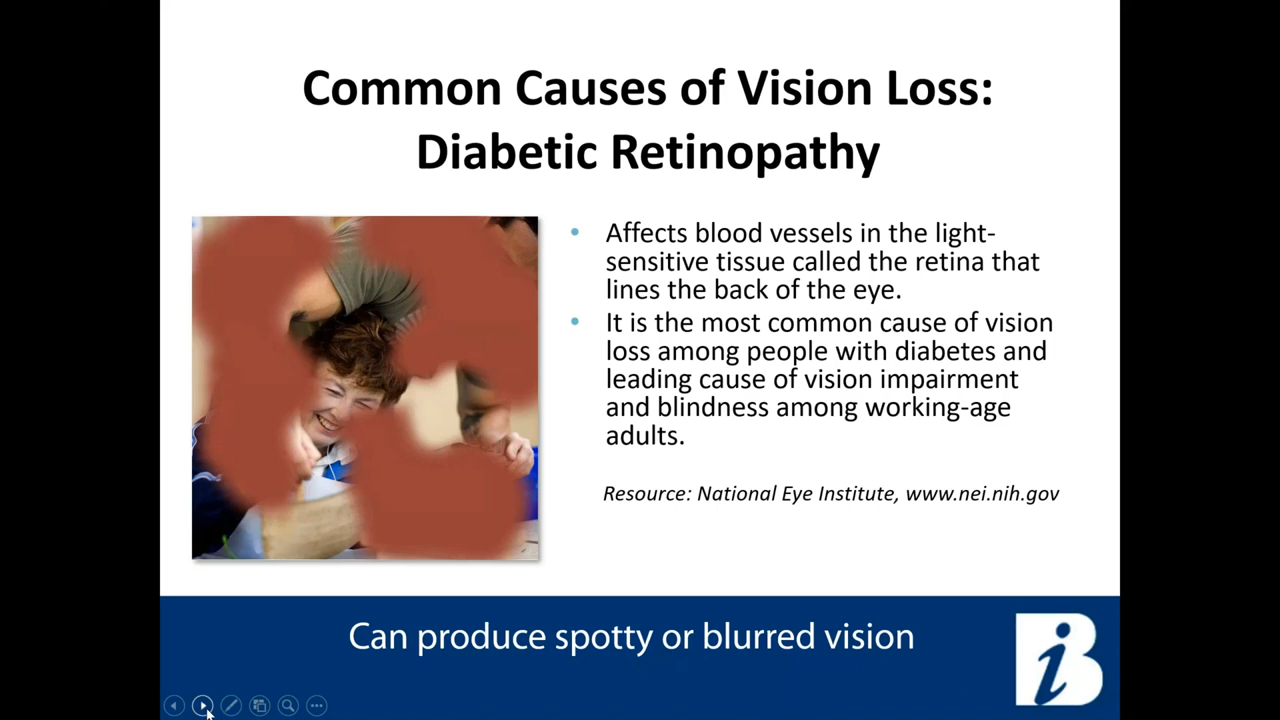 Common Causes of Vision Loss:
Diabetic Retinopathy
• Affects blood vessels in the light-
sensitive tissue called the retina that
lines the back of the eye.
• It is the most common cause of vision
loss among people with diabetes and
leading cause of vision impairment
and blindness among working-age
adults.
Resource: National Eye Institute, www.nei.nih.gov
Can produce spotty or blurred vision
iB